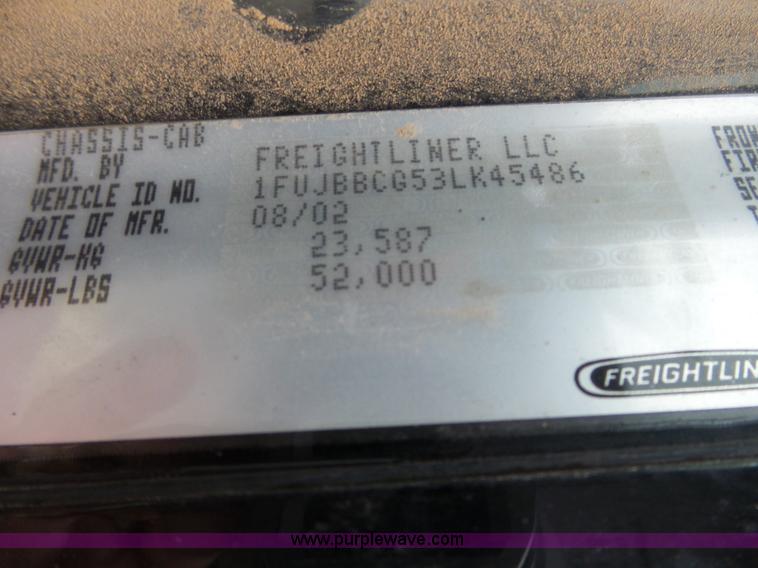 CHASSIS-CAB
MFD. BY FREIGHTLINER LLC
VEHICLE ID NO. 1FUJBBCG53LK45486
DATE OF MFR. 08/02
GVWR-KG 23,587
GVWR-LBS 52,000
FREIGHTLIN
www.purplewave.com